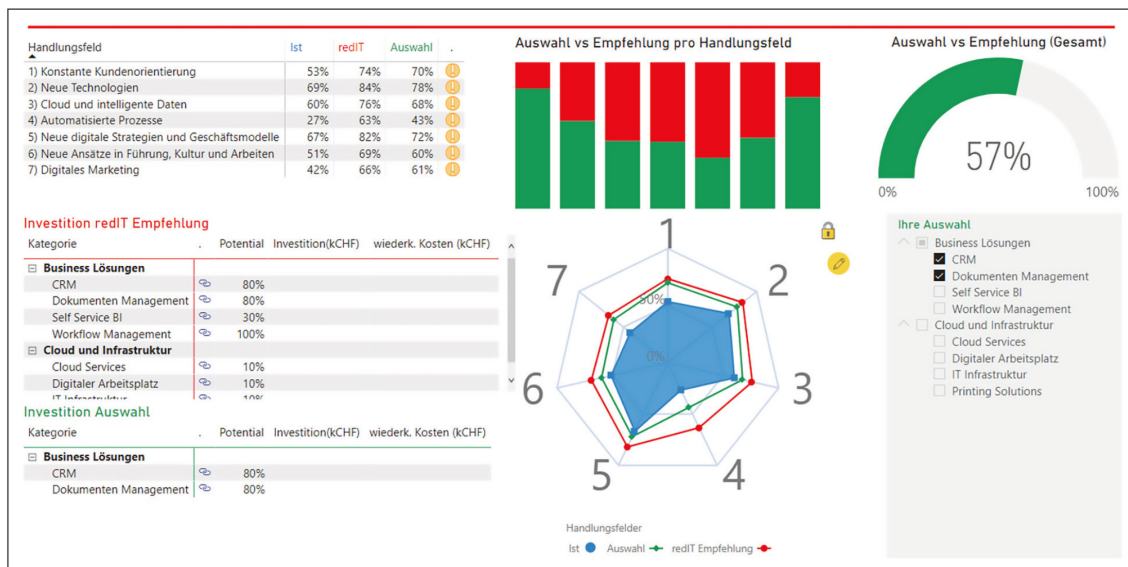 Handlungsfeld Ist redIT Auswahl .
1) Konstante Kundenorientierung 53% 74% 70%
2) Neue Technologien 69% 84% 78%
3) Cloud und intelligente Daten 60% 76% 68%
4) Automatisierte Prozesse 27% 63% 43%
5) Neue digitale Strategien und Geschäftsmodelle 67% 82% 72%
6) Neue Ansätze in Führung, Kultur und Arbeiten 51% 69% 60%
7) Digitales Marketing 42% 66% 61%
Auswahl vs Empfehlung pro Handlungsfeld
Auswahl vs Empfehlung (Gesamt)
57%
0% 100%
Investition redIT Empfehlung
Kategorie . Potential Investition(kCHF) wiederk. Kosten (kCHF)
Business Lösungen
CRM 80%
Dokumenten Management 80%
Self Service BI 30%
Workflow Management 100%
Cloud und Infrastruktur
Cloud Services 10%
Digitaler Arbeitsplatz 10%
IT Infrastruktur 10%
Investition Auswahl
Kategorie . Potential Investition(kCHF) wiederk. Kosten (kCHF)
Business Lösungen
CRM 80%
Dokumenten Management 80%
1
2
3
4
5
6
7
50%
0%
Handlungsfelder
Ist Auswahl redIT Empfehlung
Ihre Auswahl
Business Lösungen
CRM
Dokumenten Management
Self Service BI
Workflow Management
Cloud und Infrastruktur
Cloud Services
Digitaler Arbeitsplatz
IT Infrastruktur
Printing Solutions